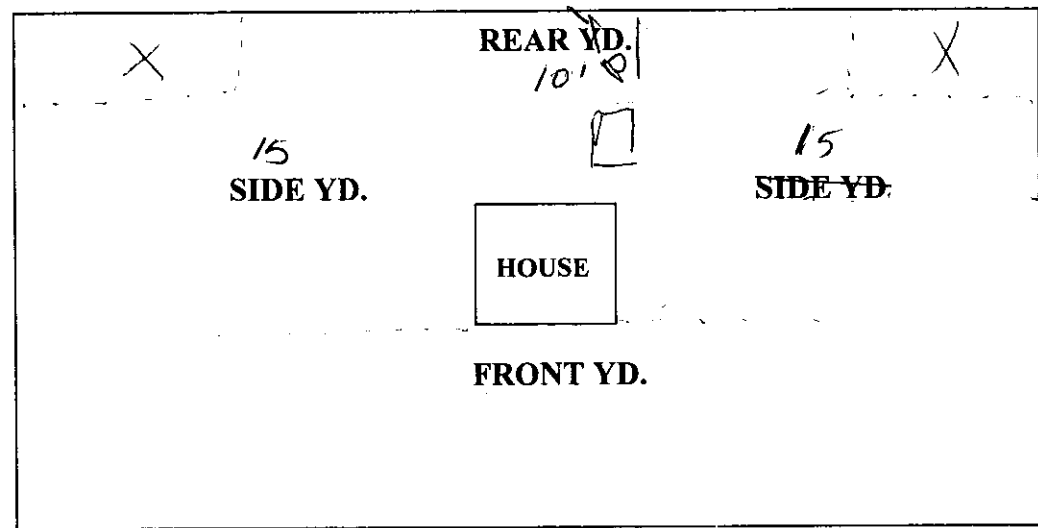 REAR YD.
10'
X
X
15
15
SIDE YD.
SIDE YD.
HOUSE
FRONT YD.